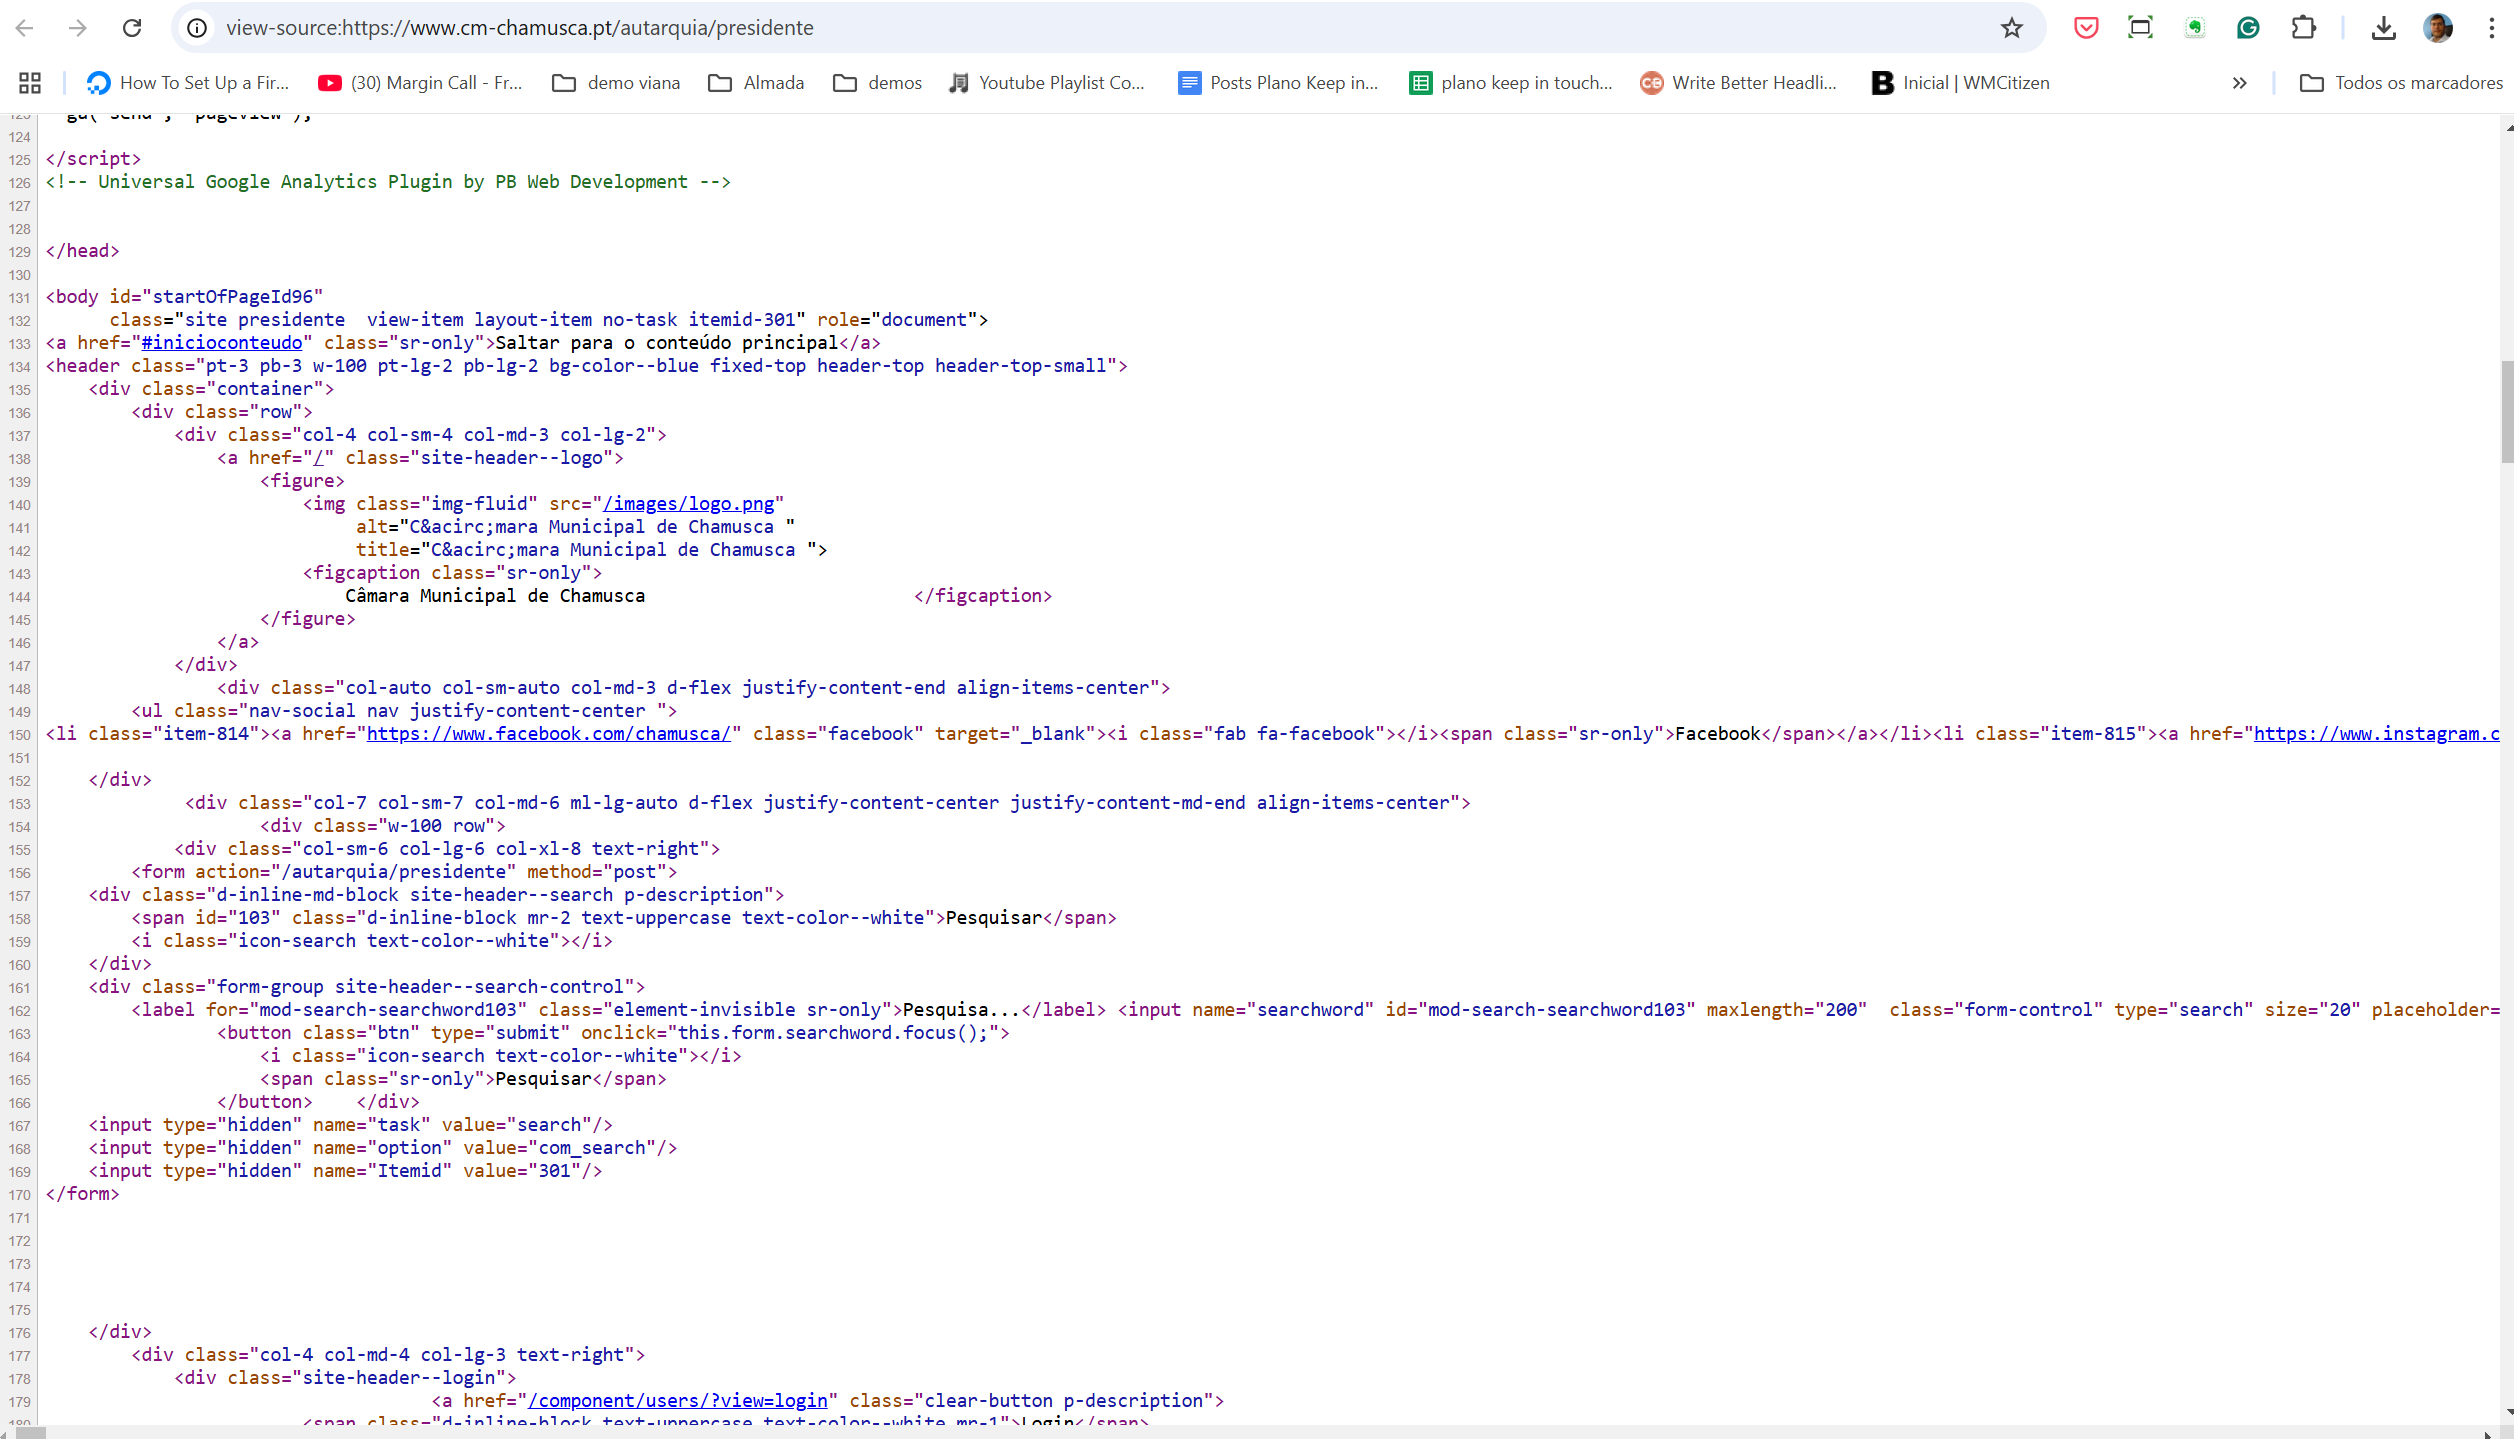 view-source:https://www.cm-chamusca.pt/autarquia/presidente
How To Set Up a Fir... (30) Margin Call - Fr... demo viana Almada demos Youtube Playlist Co... Posts Plano Keep in... plano keep in touch... Write Better Headli... Inicial | WMCitizen » Todos os marcadores
123 ga('send', 'pageview');
124
125 </script>
126 <!-- Universal Google Analytics Plugin by PB Web Development -->
127
128
129 </head>
130
131 <body id="startOfPageId96"
132 class="site presidente  view-item layout-item no-task itemid-301" role="document">
133 <a href="#inicioconteudo" class="sr-only">Saltar para o conteúdo principal</a>
134 <header class="pt-3 pb-3 w-100 pt-lg-2 pb-lg-2 bg-color--blue fixed-top header-top header-top-small">
135 <div class="container">
136 <div class="row">
137 <div class="col-4 col-sm-4 col-md-3 col-lg-2">
138 <a href="/" class="site-header--logo">
139 <figure>
140 <img class="img-fluid" src="/images/logo.png"
141 alt="C&acirc;mara Municipal de Chamusca "
142 title="C&acirc;mara Municipal de Chamusca ">
143 <figcaption class="sr-only">
144 Câmara Municipal de Chamusca </figcaption>
145 </figure>
146 </a>
147 </div>
148 <div class="col-auto col-sm-auto col-md-3 d-flex justify-content-end align-items-center">
149 <ul class="nav-social nav justify-content-center ">
150 <li class="item-814"><a href="https://www.facebook.com/chamusca/" class="facebook" target="_blank"><i class="fab fa-facebook"></i><span class="sr-only">Facebook</span></a></li><li class="item-815"><a href="https://www.instagram.c
151
152 </div>
153 <div class="col-7 col-sm-7 col-md-6 ml-lg-auto d-flex justify-content-center justify-content-md-end align-items-center">
154 <div class="w-100 row">
155 <div class="col-sm-6 col-lg-6 col-xl-8 text-right">
156 <form action="/autarquia/presidente" method="post">
157 <div class="d-inline-md-block site-header--search p-description">
158 <span id="103" class="d-inline-block mr-2 text-uppercase text-color--white">Pesquisar</span>
159 <i class="icon-search text-color--white"></i>
160 </div>
161 <div class="form-group site-header--search-control">
162 <label for="mod-search-searchword103" class="element-invisible sr-only">Pesquisa...</label> <input name="searchword" id="mod-search-searchword103" maxlength="200"  class="form-control" type="search" size="20" placeholder=
163 <button class="btn" type="submit" onclick="this.form.searchword.focus();">
164 <i class="icon-search text-color--white"></i>
165 <span class="sr-only">Pesquisar</span>
166 </button> </div>
167 <input type="hidden" name="task" value="search"/>
168 <input type="hidden" name="option" value="com_search"/>
169 <input type="hidden" name="Itemid" value="301"/>
170 </form>
171
172
173
174
175
176 </div>
177 <div class="col-4 col-md-4 col-lg-3 text-right">
178 <div class="site-header--login">
179 <a href="/component/users/?view=login" class="clear-button p-description">
180 <span class="d-inline-block text-uppercase text-color--white mr-1">Login</span>